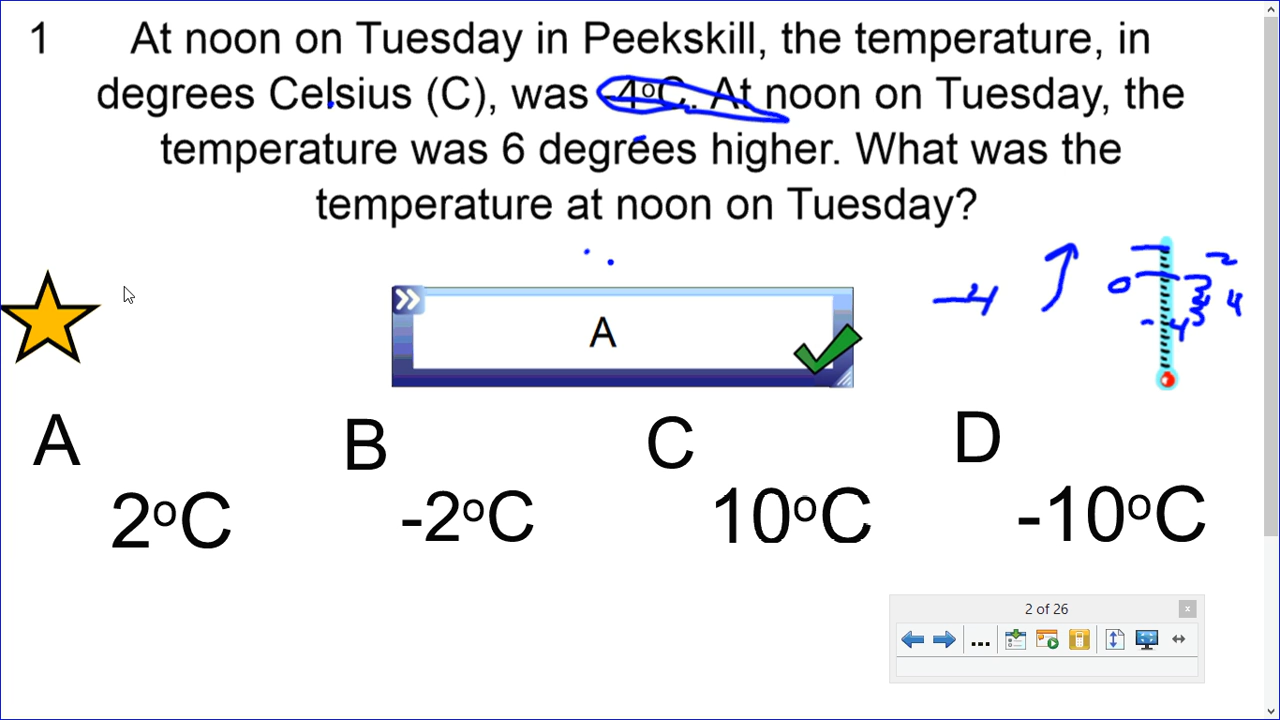 1 At noon on Tuesday in Peekskill, the temperature, in
degrees Celsius (C), was -4°C. At noon on Tuesday, the
temperature was 6 degrees higher. What was the
temperature at noon on Tuesday?
-4
2
0
4
-4
A
A
B
C
D
2°C
-2°C
10°C
-10°C
2 of 26